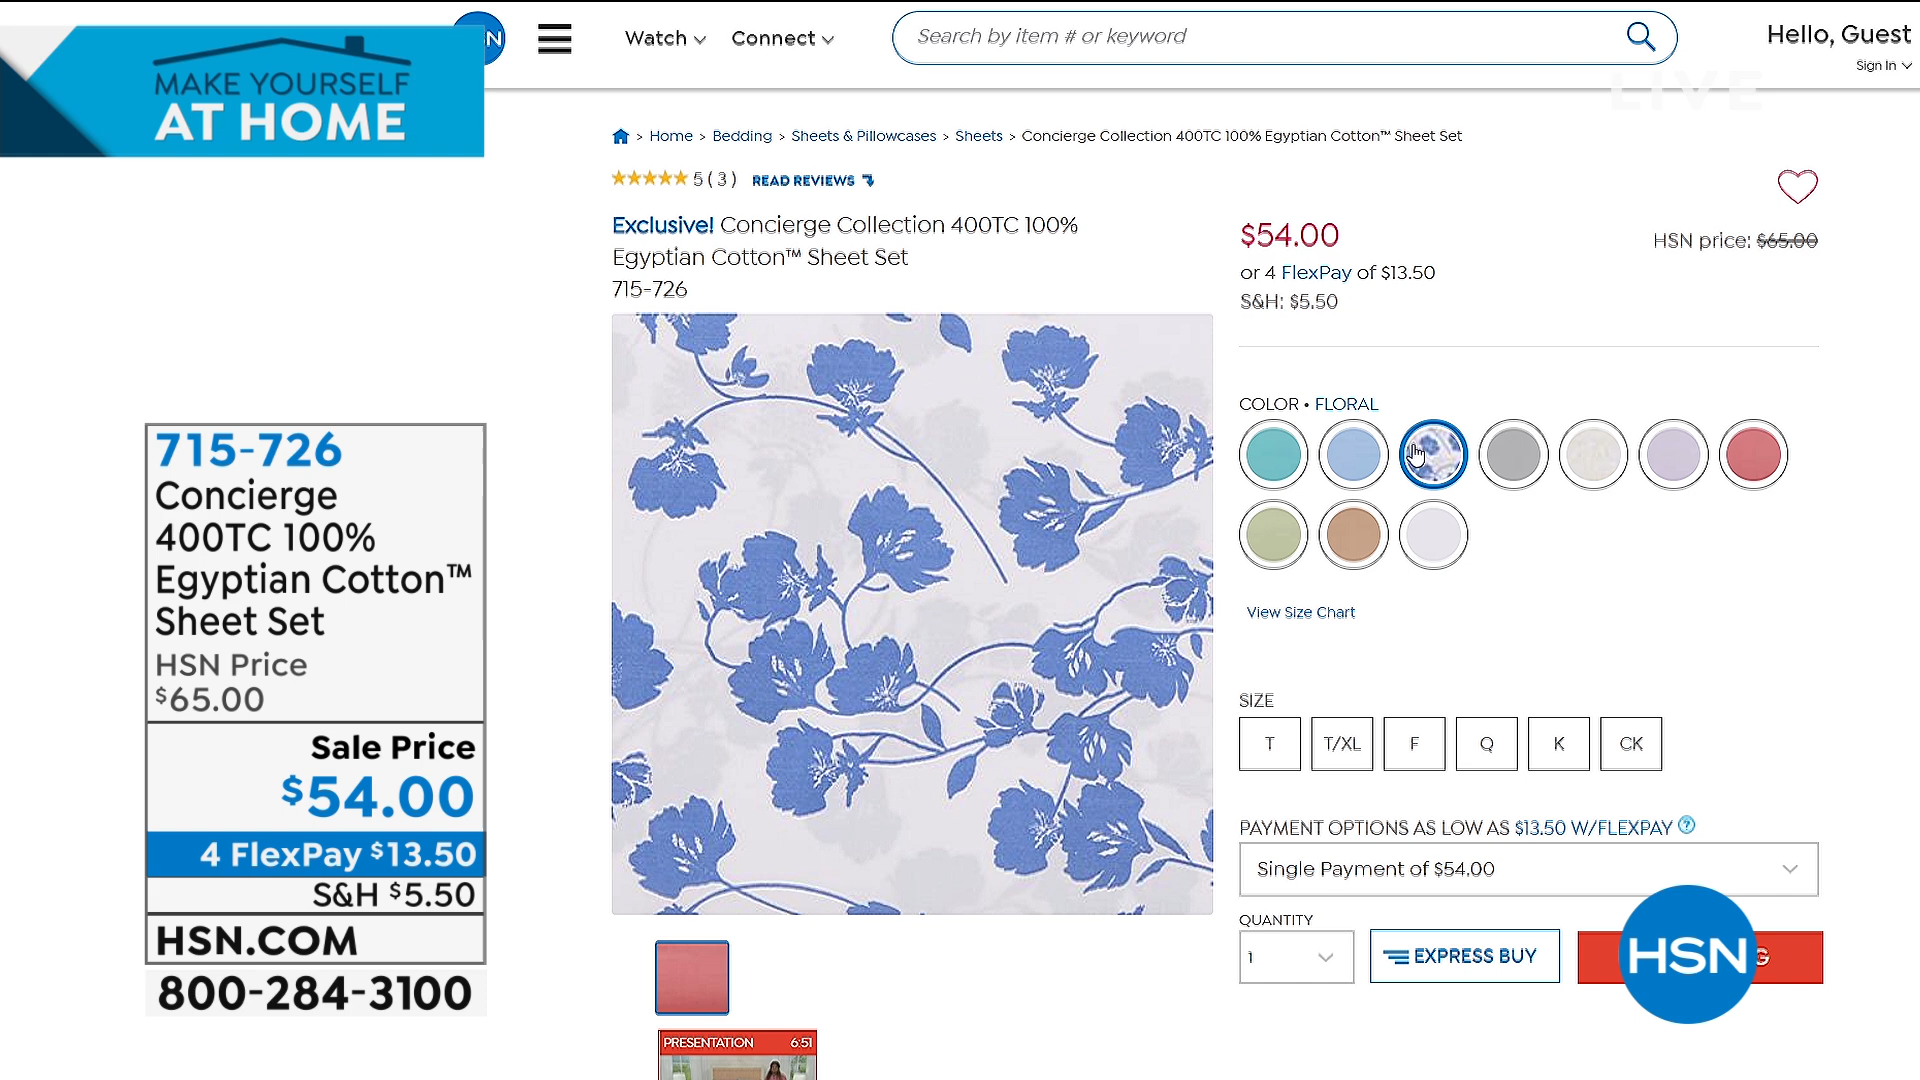 MAKE YOURSELF
AT HOME
Watch
Connect
Search by item # or keyword
Hello, Guest
Sign In
LIVE
> Home > Bedding > Sheets & Pillowcases > Sheets > Concierge Collection 400TC 100% Egyptian Cotton™ Sheet Set
5 ( 3 ) READ REVIEWS
Exclusive! Concierge Collection 400TC 100%
Egyptian Cotton™ Sheet Set
715-726
$54.00
HSN price: $65.00
or 4 FlexPay of $13.50
S&H: $5.50
COLOR • FLORAL
View Size Chart
SIZE
T T/XL F Q K CK
PAYMENT OPTIONS AS LOW AS $13.50 W/FLEXPAY ?
Single Payment of $54.00
QUANTITY
1
EXPRESS BUY
HSN
PRESENTATION 6:51
715-726
Concierge
400TC 100%
Egyptian Cotton™
Sheet Set
HSN Price
$65.00
Sale Price
$54.00
4 FlexPay $13.50
S&H $5.50
HSN.COM
800-284-3100